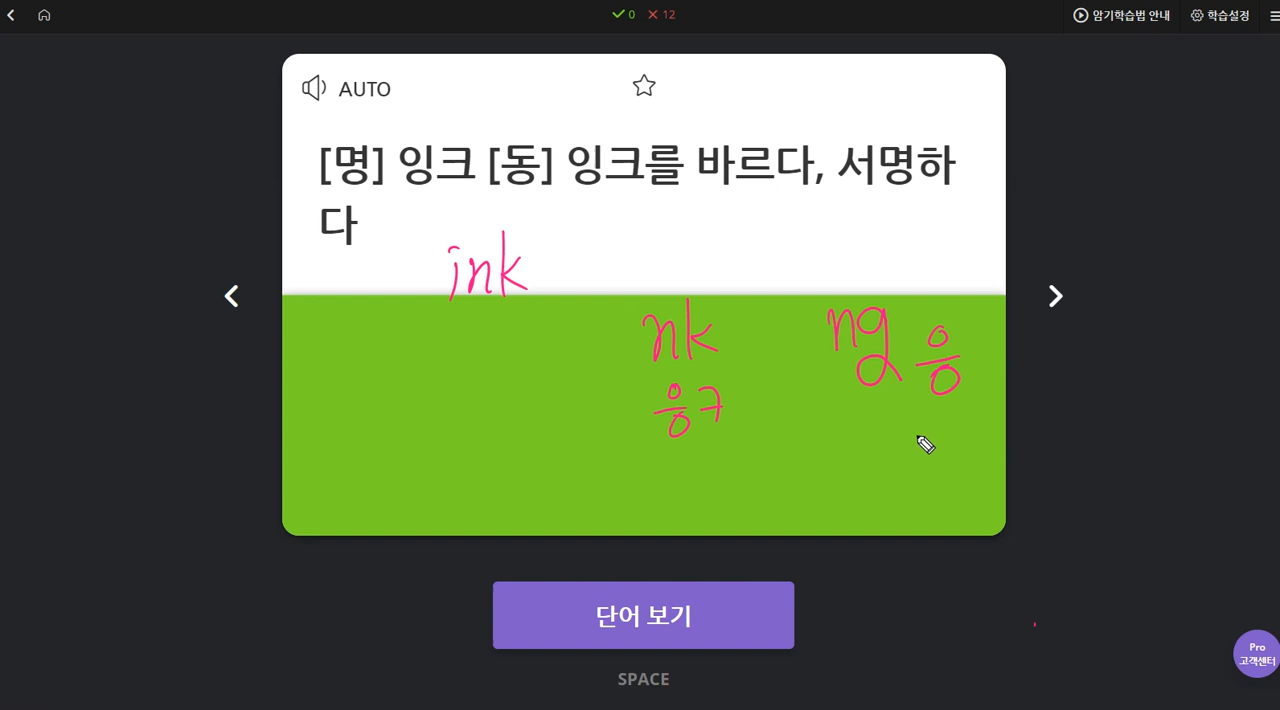 0 12 암기학습법 안내 학습설정
AUTO
[명] 잉크 [동] 잉크를 바르다, 서명하
다
ink
nk ng 응
응ㅋ
단어 보기
SPACE
Pro
고객센터